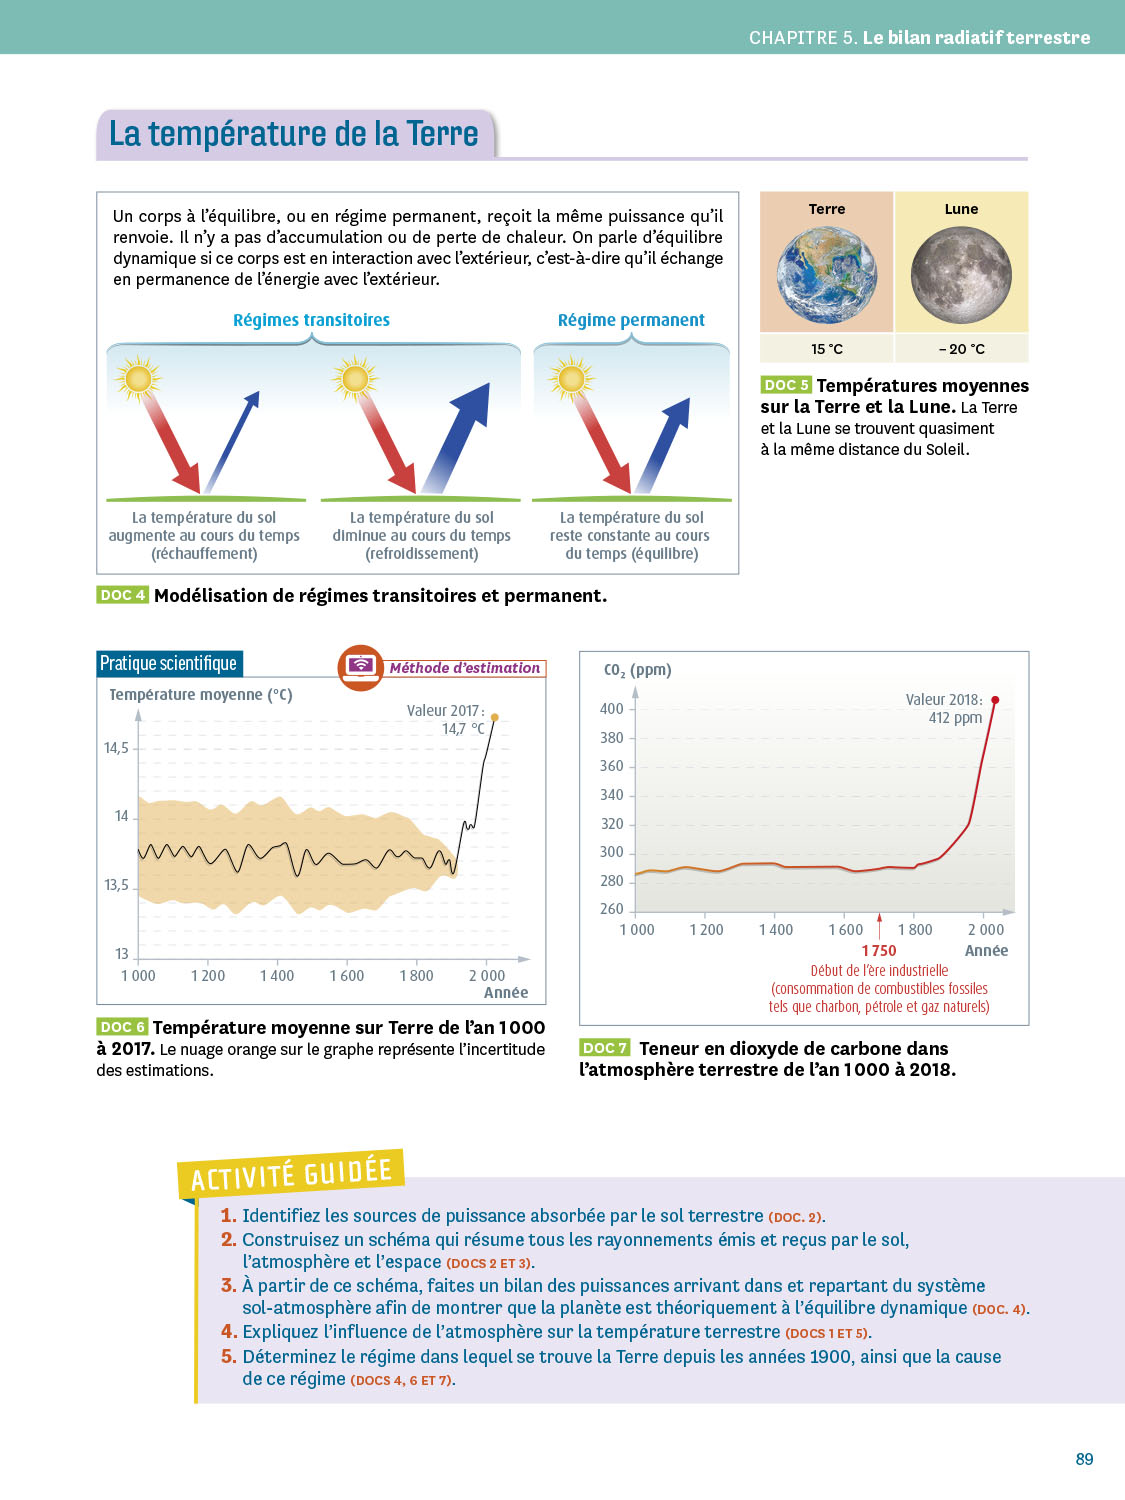 CHAPITRE 5. Le bilan radiatif terrestre
La température de la Terre
Un corps à l'équilibre, ou en régime permanent, reçoit la même puissance qu'il
renvoie. Il n'y a pas d'accumulation ou de perte de chaleur. On parle d'équilibre
dynamique si ce corps est en interaction avec l'extérieur, c'est-à-dire qu'il échange
en permanence de l'énergie avec l'extérieur.
Régimes transitoires
Régime permanent
La température du sol
augmente au cours du temps
(réchauffement)
La température du sol
diminue au cours du temps
(refroidissement)
La température du sol
reste constante au cours
du temps (équilibre)
DOC 4 Modélisation de régimes transitoires et permanent.
Terre
Lune
15 °C
– 20 °C
DOC 5 Températures moyennes
sur la Terre et la Lune. La Terre
et la Lune se trouvent quasiment
à la même distance du Soleil.
Pratique scientifique
Méthode d'estimation
Température moyenne (°C)
Valeur 2017 :
14,7 °C
14,5
14
13,5
13
1 000 1 200 1 400 1 600 1 800 2 000
Année
DOC 6 Température moyenne sur Terre de l'an 1 000
à 2017. Le nuage orange sur le graphe représente l'incertitude
des estimations.
CO₂ (ppm)
Valeur 2018 :
412 ppm
400
380
360
340
320
300
280
260
1 000 1 200 1 400 1 600 1 800 2 000
1 750
Année
Début de l'ère industrielle
(consommation de combustibles fossiles
tels que charbon, pétrole et gaz naturels)
DOC 7 Teneur en dioxyde de carbone dans
l'atmosphère terrestre de l'an 1 000 à 2018.
ACTIVITÉ GUIDÉE
1. Identifiez les sources de puissance absorbée par le sol terrestre (DOC. 2).
2. Construisez un schéma qui résume tous les rayonnements émis et reçus par le sol,
l'atmosphère et l'espace (DOCS 2 ET 3).
3. À partir de ce schéma, faites un bilan des puissances arrivant dans et repartant du système
sol-atmosphère afin de montrer que la planète est théoriquement à l'équilibre dynamique (DOC. 4).
4. Expliquez l'influence de l'atmosphère sur la température terrestre (DOCS 1 ET 5).
5. Déterminez le régime dans lequel se trouve la Terre depuis les années 1900, ainsi que la cause
de ce régime (DOCS 4, 6 ET 7).
89